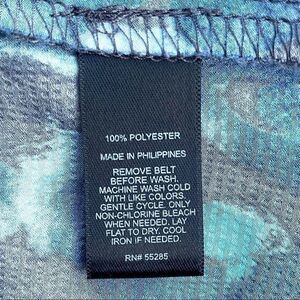 100% POLYESTER
MADE IN PHILIPPINES
REMOVE BELT
BEFORE WASH.
MACHINE WASH COLD
WITH LIKE COLORS.
GENTLE CYCLE. ONLY
NON-CHLORINE BLEACH
WHEN NEEDED. LAY
FLAT TO DRY. COOL
IRON IF NEEDED.
RN# 55285